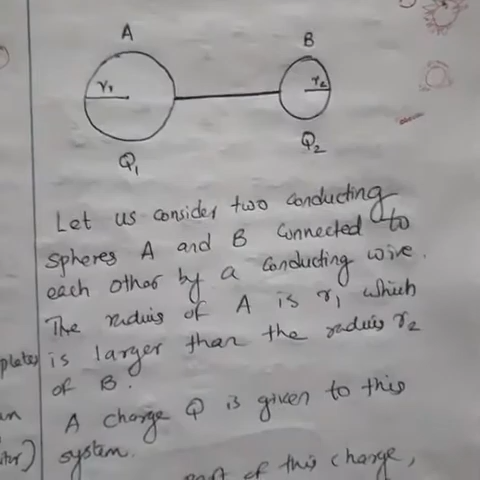 A
B
r₁
r₂
Q₁
Q₂
Let us consider two conducting
spheres A and B connected to
each other by a conducting wire.
The radius of A is r₁ which
is larger than the radius r₂
of B.
A charge Q is given to this
system.
part of this charge,
plates